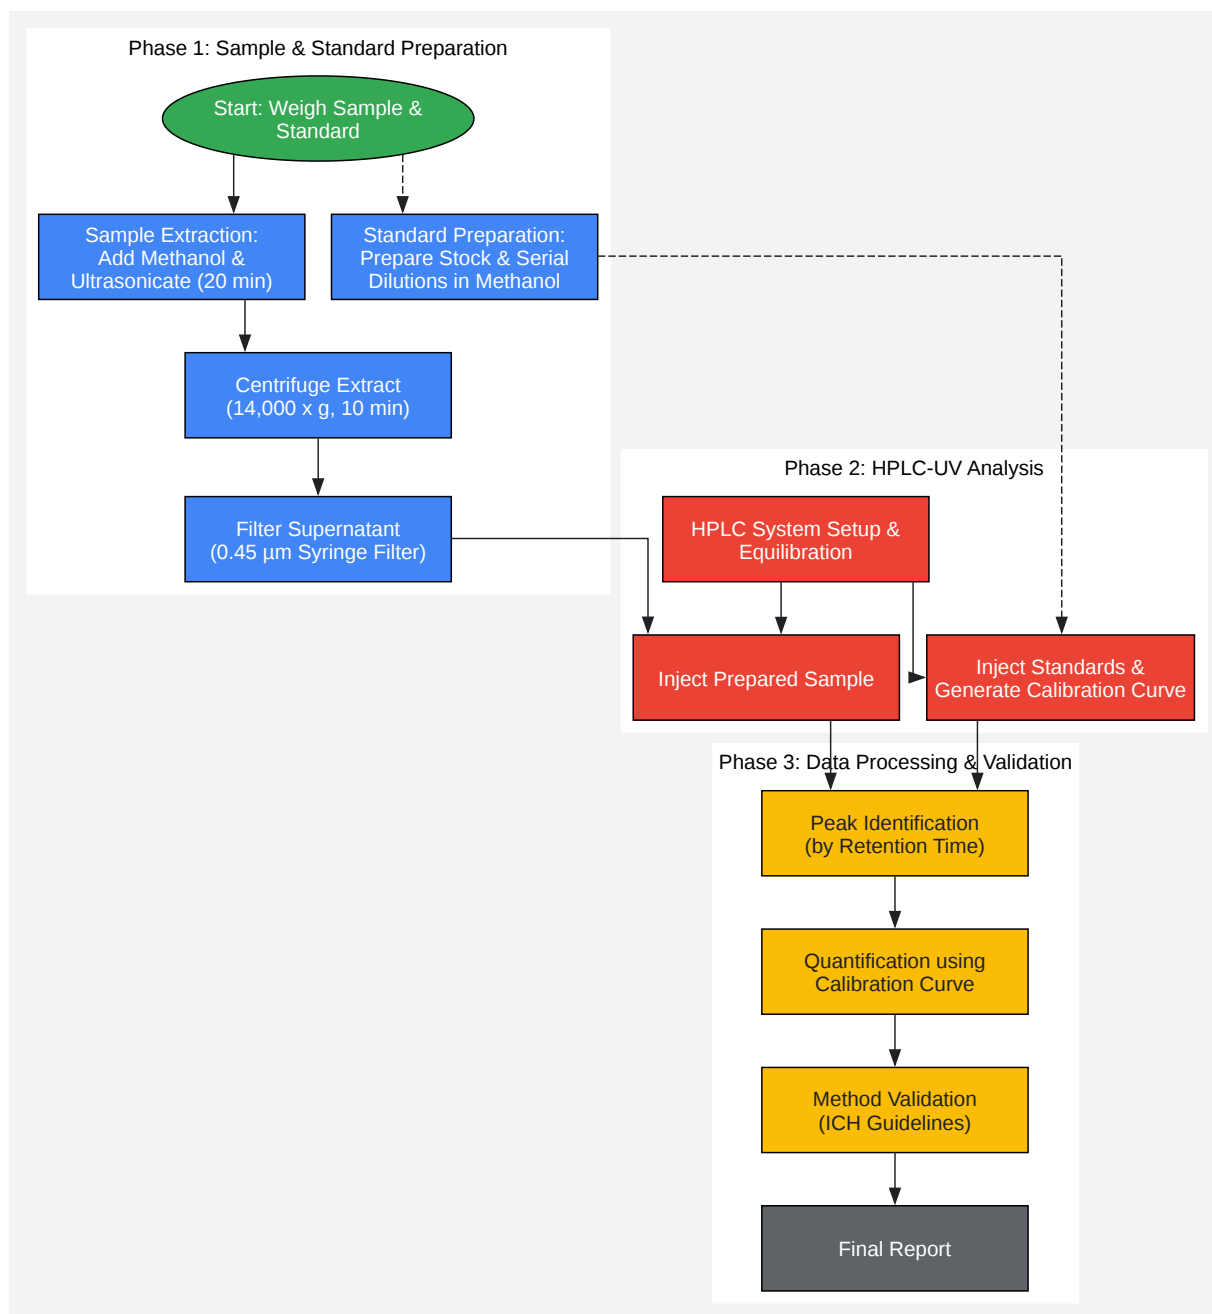 Phase 1: Sample & Standard Preparation
Start: Weigh Sample &
Standard
Sample Extraction:
Add Methanol &
Ultrasonicate (20 min)
Standard Preparation:
Prepare Stock & Serial
Dilutions in Methanol
Centrifuge Extract
(14,000 x g, 10 min)
Filter Supernatant
(0.45 µm Syringe Filter)
Phase 2: HPLC-UV Analysis
HPLC System Setup &
Equilibration
Inject Prepared Sample
Inject Standards &
Generate Calibration Curve
Phase 3: Data Processing & Validation
Peak Identification
(by Retention Time)
Quantification using
Calibration Curve
Method Validation
(ICH Guidelines)
Final Report